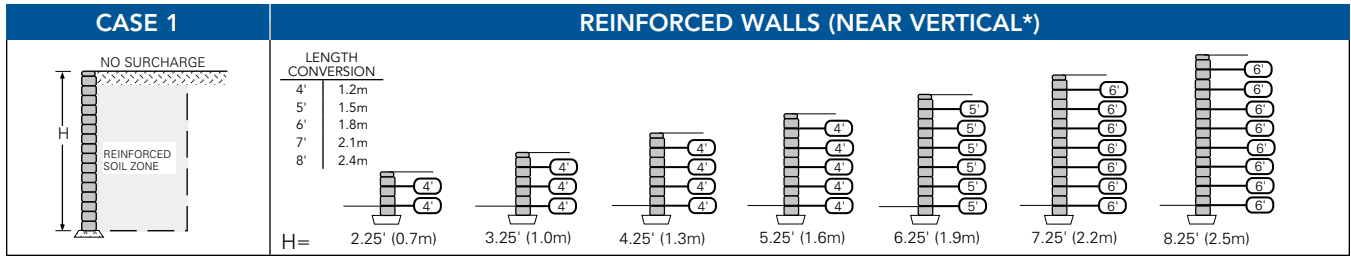 CASE 1
REINFORCED WALLS (NEAR VERTICAL*)
NO SURCHARGE
H
REINFORCED
SOIL ZONE
LENGTH
CONVERSION
4' 1.2m
5' 1.5m
6' 1.8m
7' 2.1m
8' 2.4m
6'
6' 6'
5' 6' 6'
4' 5' 6' 6'
4' 4' 5' 6' 6'
4' 4' 4' 5' 6' 6'
4' 4' 4' 4' 5' 6' 6'
4' 4' 4' 4' 5' 6' 6'
H= 2.25' (0.7m) 3.25' (1.0m) 4.25' (1.3m) 5.25' (1.6m) 6.25' (1.9m) 7.25' (2.2m) 8.25' (2.5m)